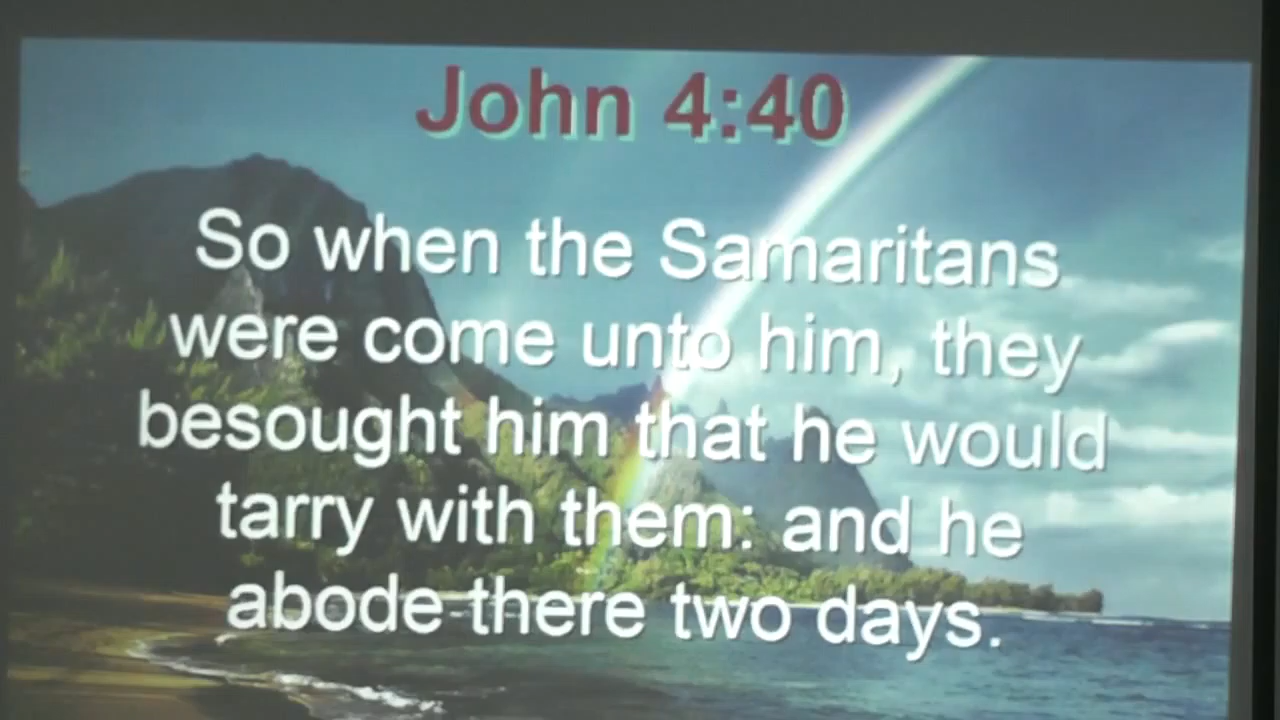 John 4:40
So when the Samaritans
were come unto him, they
besought him that he would
tarry with them: and he
abode there two days.